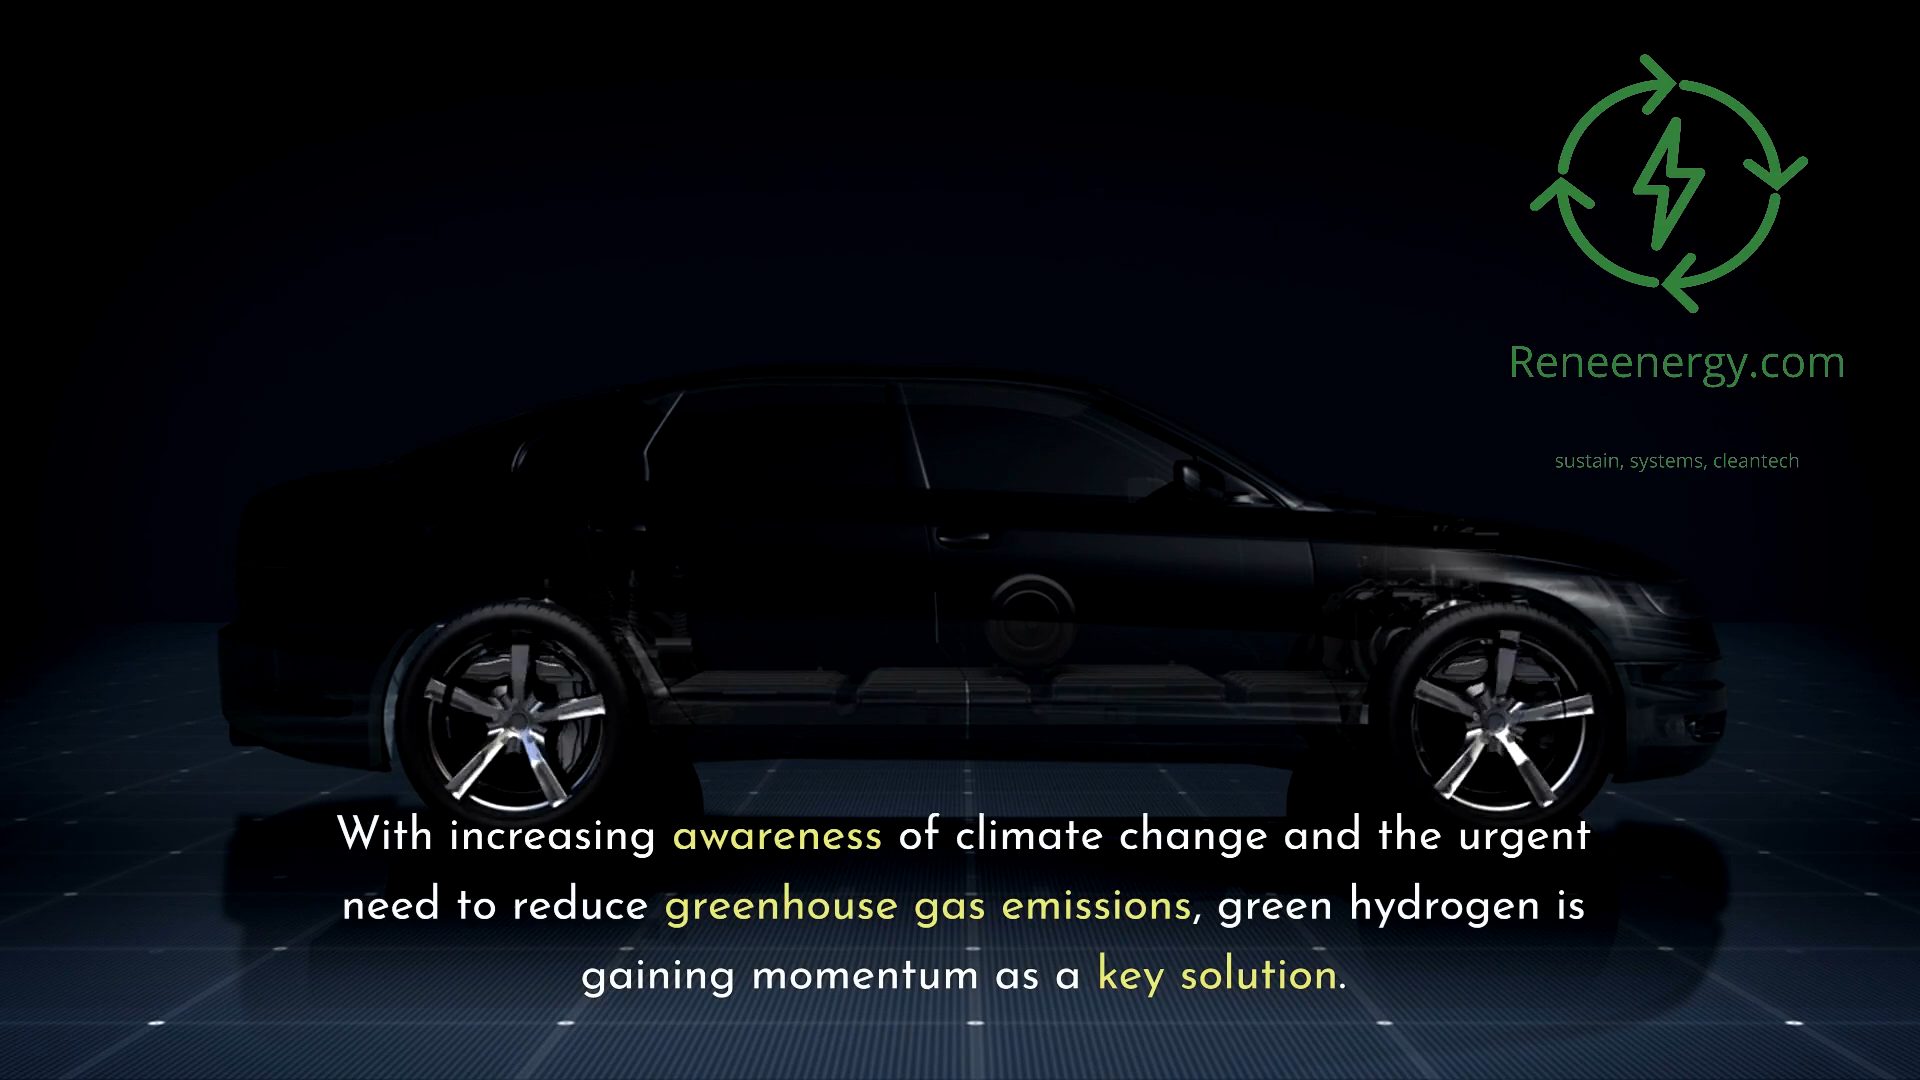 Reneenergy.com
sustain, systems, cleantech
With increasing awareness of climate change and the urgent
need to reduce greenhouse gas emissions, green hydrogen is
gaining momentum as a key solution.